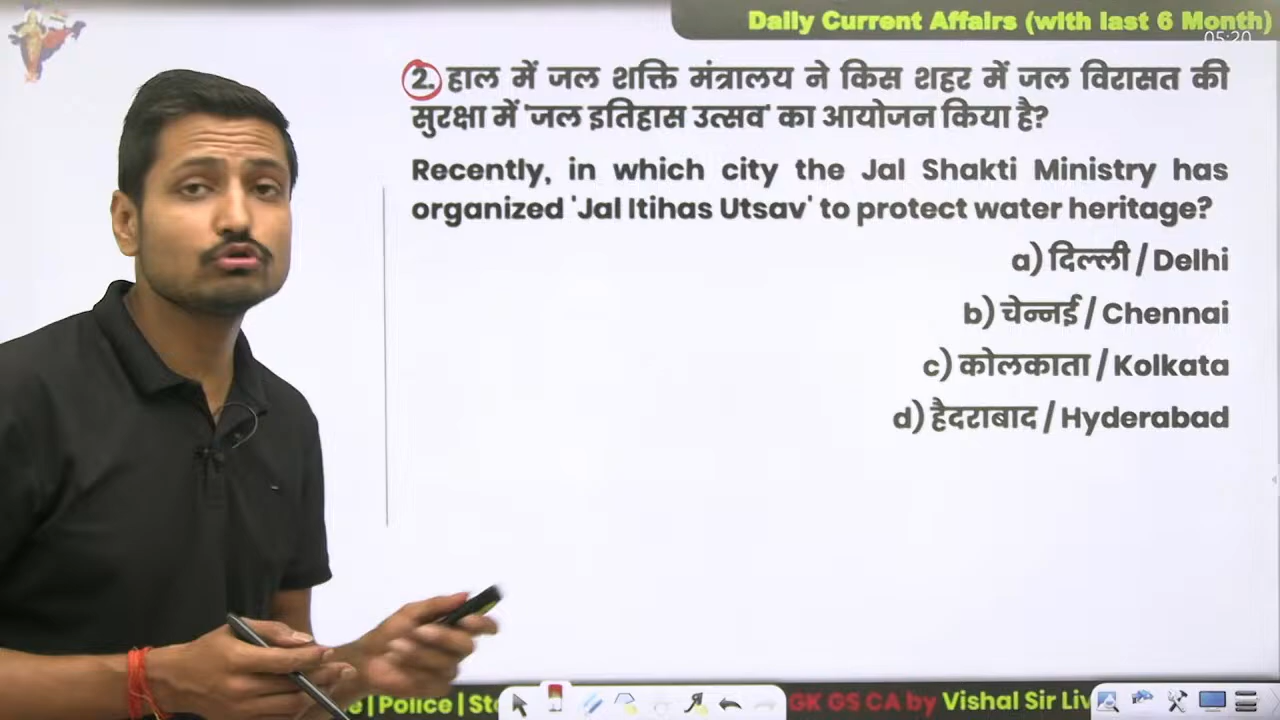 Daily Current Affairs (with last 6 Month)
05:20
2. हाल में जल शक्ति मंत्रालय ने किस शहर में जल विरासत की
सुरक्षा में 'जल इतिहास उत्सव' का आयोजन किया है?
Recently, in which city the Jal Shakti Ministry has
organized 'Jal Itihas Utsav' to protect water heritage?
a) दिल्ली / Delhi
b) चेन्नई / Chennai
c) कोलकाता / Kolkata
d) हैदराबाद / Hyderabad
| Police | GK GS CA by Vishal Sir